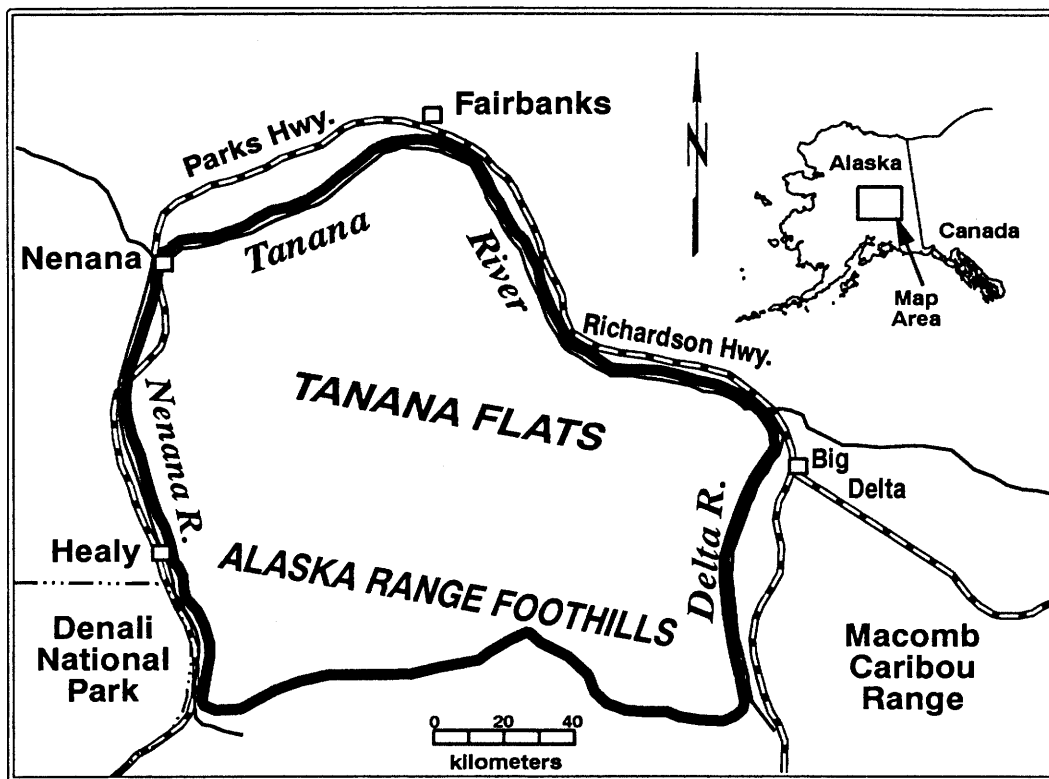 Fairbanks
Parks Hwy.
N
Alaska
Canada
Map
Area
Nenana
Tanana
River
Richardson Hwy.
Nenana R.
TANANA FLATS
Big
Delta
Delta R.
Healy
ALASKA RANGE FOOTHILLS
Denali
National
Park
Macomb
Caribou
Range
0 20 40
kilometers